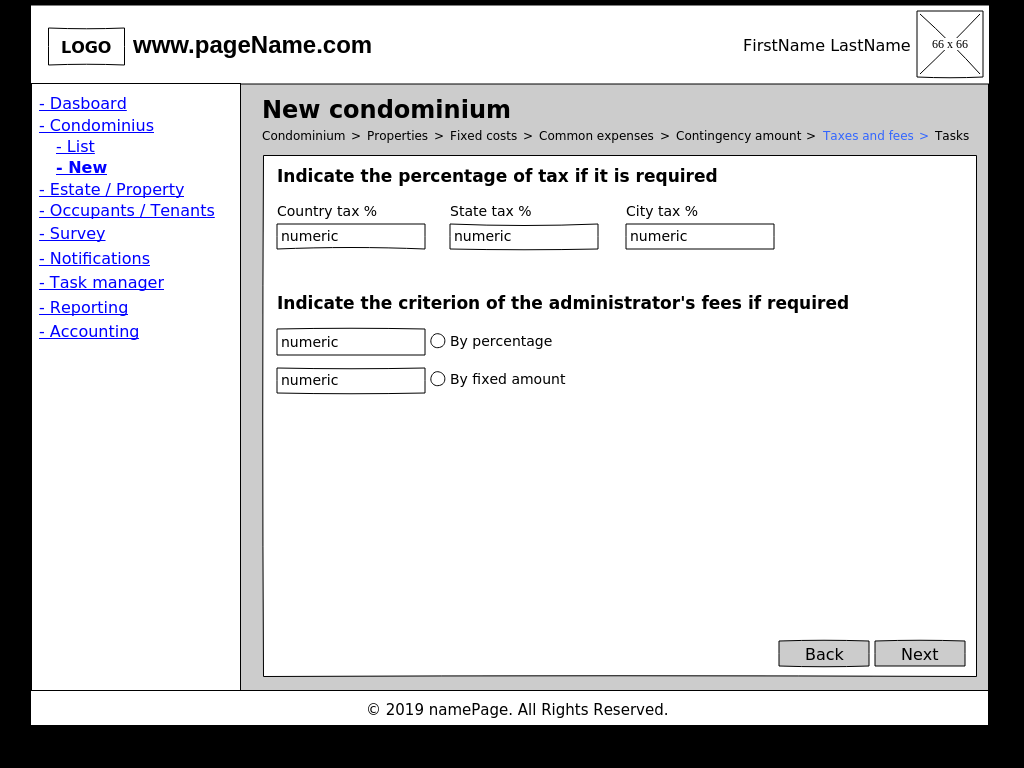 LOGO www.pageName.com FirstName LastName 66 x 66
- Dasboard
- Condominius
- List
- New
- Estate / Property
- Occupants / Tenants
- Survey
- Notifications
- Task manager
- Reporting
- Accounting
New condominium
Condominium > Properties > Fixed costs > Common expenses > Contingency amount > Taxes and fees > Tasks
Indicate the percentage of tax if it is required
Country tax % State tax % City tax %
numeric numeric numeric
Indicate the criterion of the administrator's fees if required
numeric By percentage
numeric By fixed amount
Back Next
© 2019 namePage. All Rights Reserved.